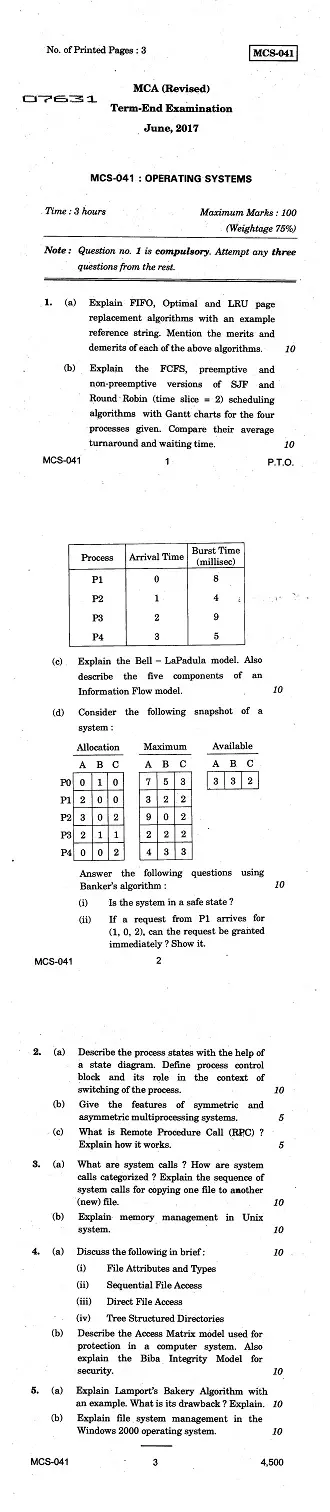 No. of Printed Pages : 3
MCS-041
MCA (Revised)
07631
Term-End Examination
June, 2017
MCS-041 : OPERATING SYSTEMS
Time : 3 hours
Maximum Marks : 100
(Weightage 75%)
Note : Question no. 1 is compulsory. Attempt any three
questions from the rest.
1. (a) Explain FIFO, Optimal and LRU page
replacement algorithms with an example
reference string. Mention the merits and
demerits of each of the above algorithms. 10
(b) Explain the FCFS, preemptive and
non-preemptive versions of SJF and
Round Robin (time slice = 2) scheduling
algorithms with Gantt charts for the four
processes given. Compare their average
turnaround and waiting time. 10
MCS-041 1 P.T.O.
Process Arrival Time Burst Time
(millisec)
P1 0 8
P2 1 4
P3 2 9
P4 3 5
(c) Explain the Bell – LaPadula model. Also
describe the five components of an
Information Flow model. 10
(d) Consider the following snapshot of a
system :
Allocation Maximum Available
A B C A B C A B C
P0 0 1 0 7 5 3 3 3 2
P1 2 0 0 3 2 2
P2 3 0 2 9 0 2
P3 2 1 1 2 2 2
P4 0 0 2 4 3 3
Answer the following questions using
Banker's algorithm : 10
(i) Is the system in a safe state ?
(ii) If a request from P1 arrives for
(1, 0, 2), can the request be granted
immediately ? Show it.
MCS-041 2
2. (a) Describe the process states with the help of
a state diagram. Define process control
block and its role in the context of
switching of the process. 10
(b) Give the features of symmetric and
asymmetric multiprocessing systems. 5
(c) What is Remote Procedure Call (RPC) ?
Explain how it works. 5
3. (a) What are system calls ? How are system
calls categorized ? Explain the sequence of
system calls for copying one file to another
(new) file. 10
(b) Explain memory management in Unix
system. 10
4. (a) Discuss the following in brief : 10
(i) File Attributes and Types
(ii) Sequential File Access
(iii) Direct File Access
(iv) Tree Structured Directories
(b) Describe the Access Matrix model used for
protection in a computer system. Also
explain the Biba Integrity Model for
security. 10
5. (a) Explain Lamport's Bakery Algorithm with
an example. What is its drawback ? Explain. 10
(b) Explain file system management in the
Windows 2000 operating system. 10
MCS-041 3 4,500